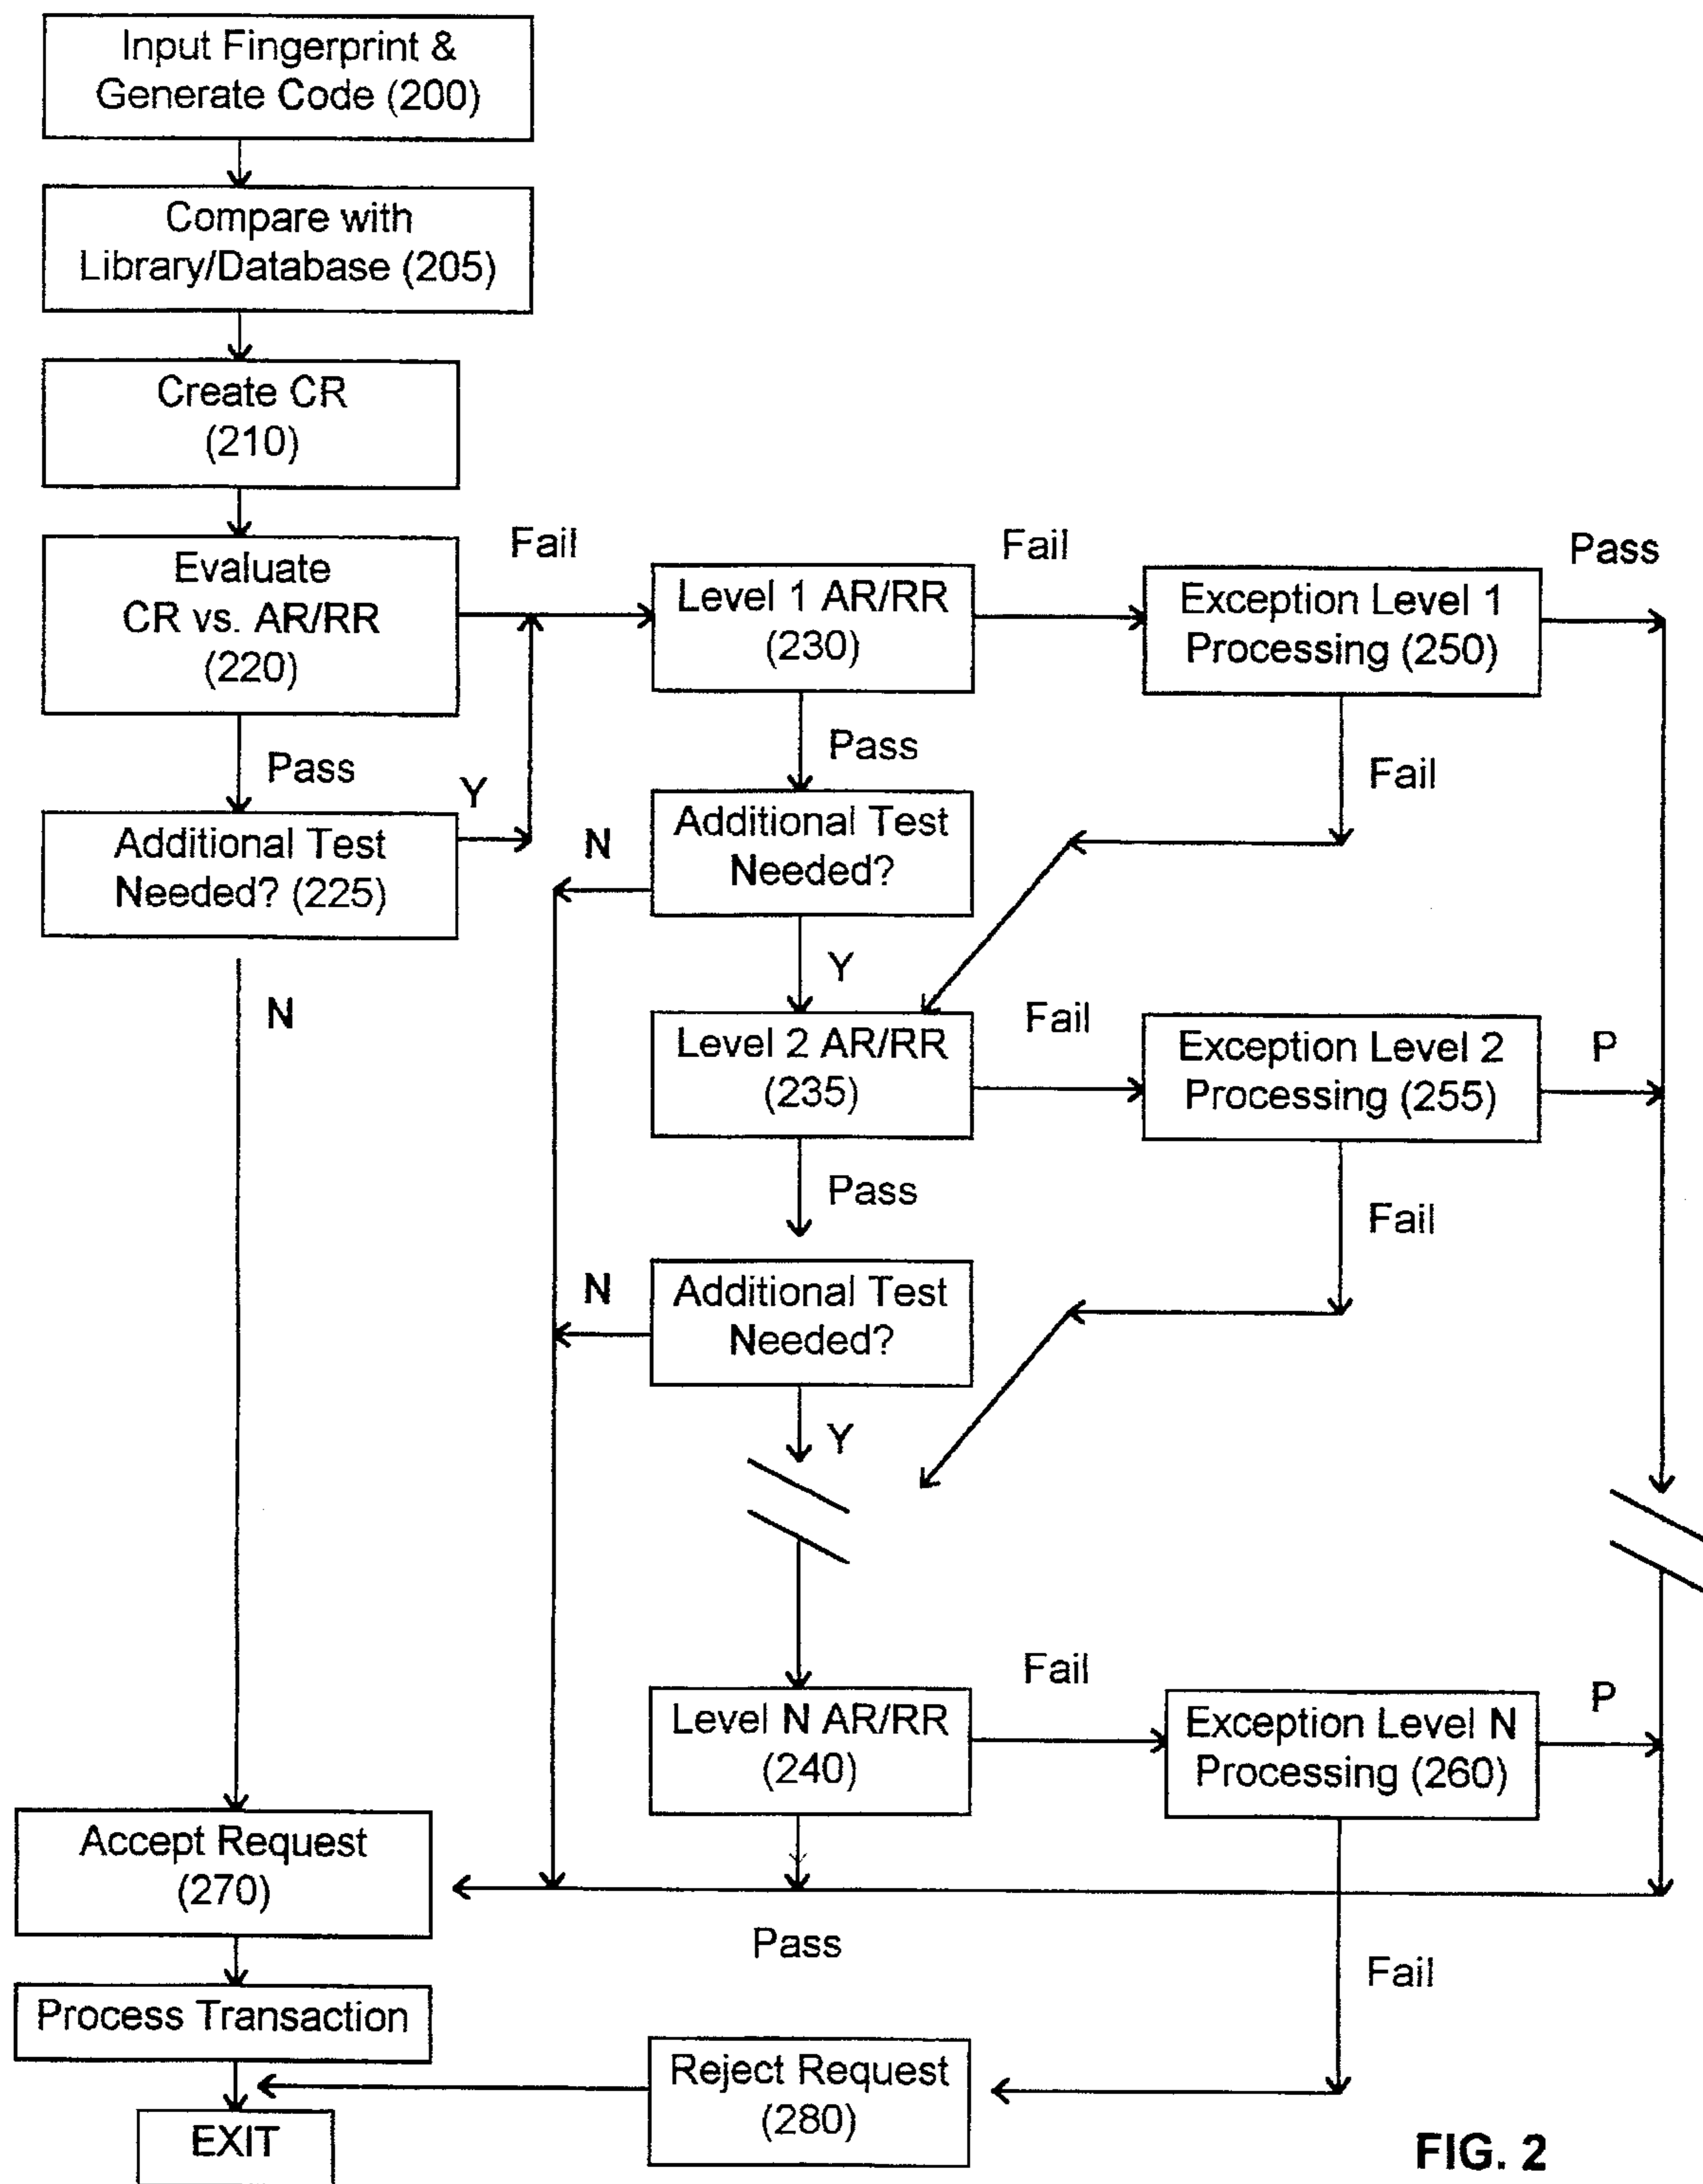 Input Fingerprint &
Generate Code (200)
Compare with
Library/Database (205)
Create CR
(210)
Evaluate
CR vs. AR/RR
(220)
Fail
Level 1 AR/RR
(230)
Fail
Exception Level 1
Processing (250)
Pass
Pass
Y
Pass
Fail
Additional Test
Needed? (225)
N
Additional Test
Needed?
N
Y
Level 2 AR/RR
(235)
Fail
Exception Level 2
Processing (255)
P
Pass
Fail
N
Additional Test
Needed?
Y
Level N AR/RR
(240)
Fail
Exception Level N
Processing (260)
P
Accept Request
(270)
Pass
Fail
Process Transaction
Reject Request
(280)
EXIT
FIG. 2